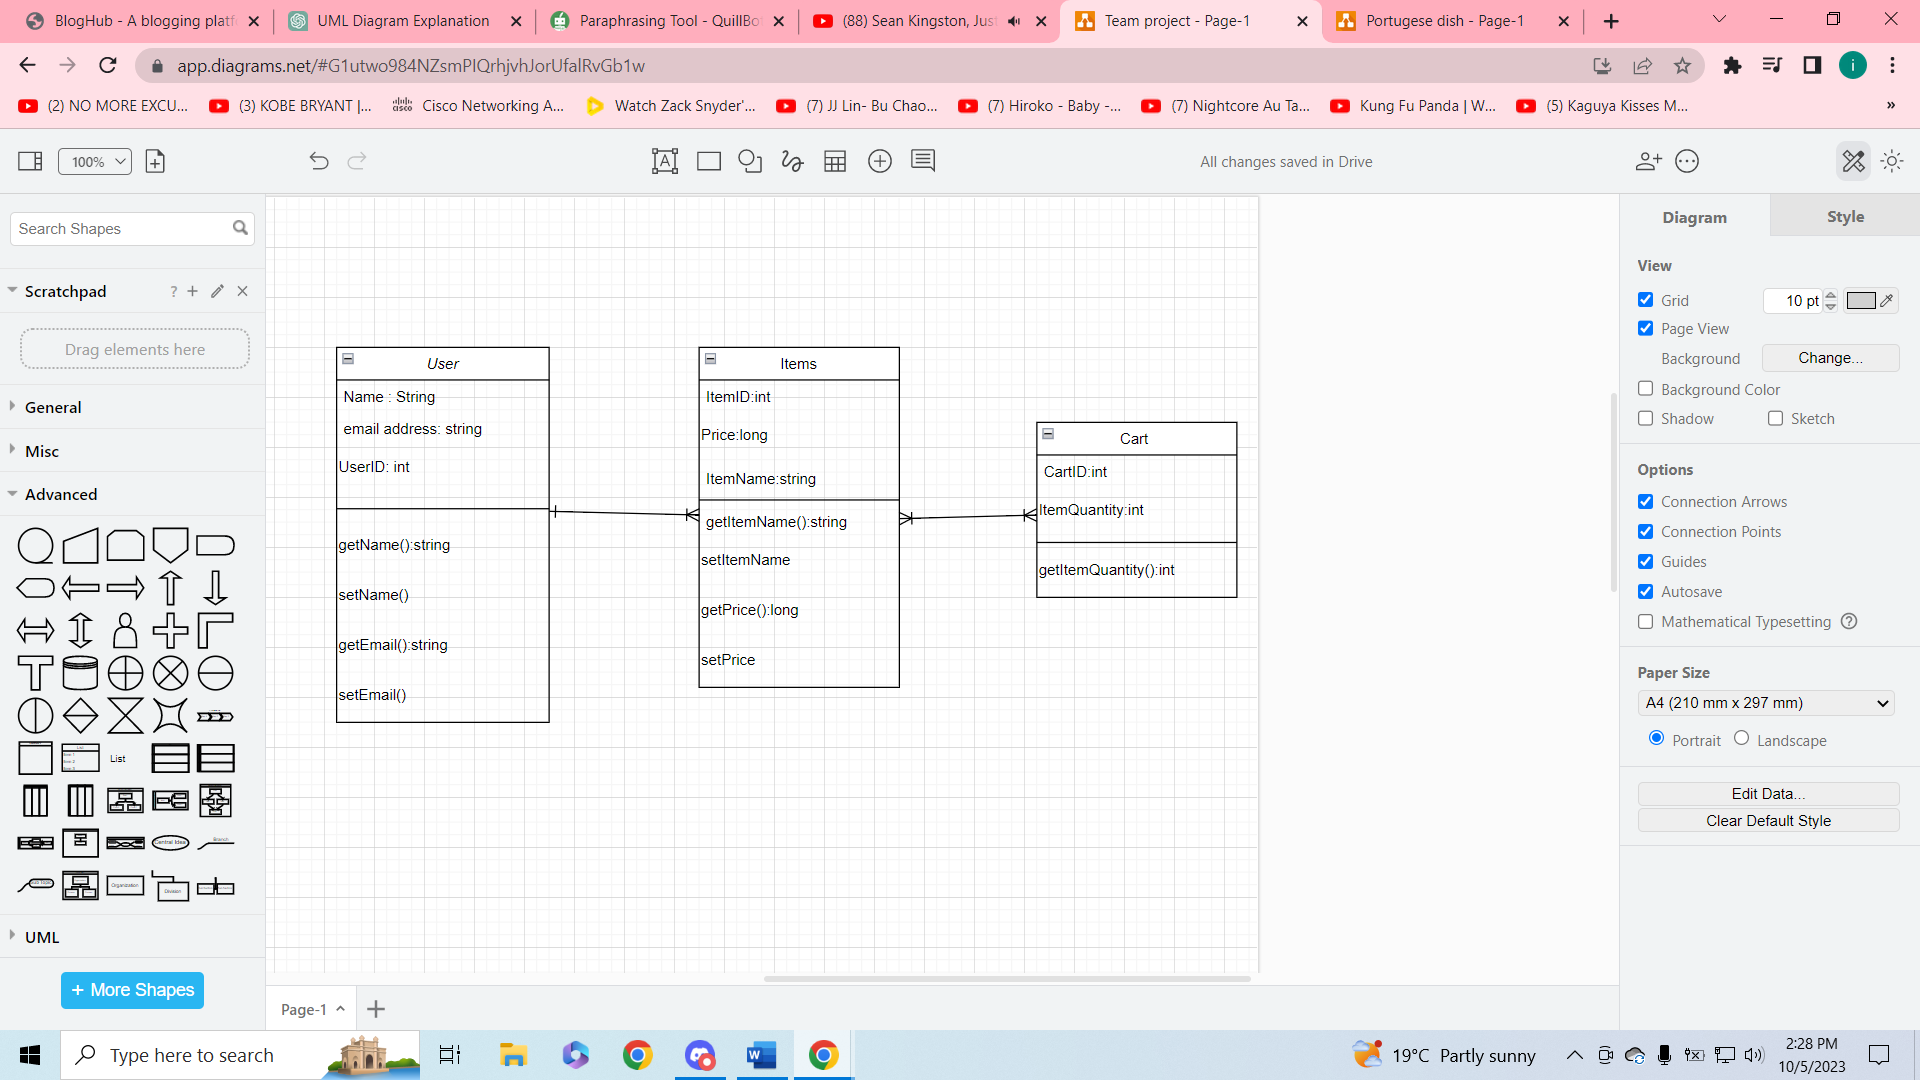 BlogHub - A blogging platf
UML Diagram Explanation
Paraphrasing Tool - QuillBo
(88) Sean Kingston, Jus
Team project - Page-1
Portugese dish - Page-1
app.diagrams.net/#G1utwo984NZsmPIQrhjvhJorUfalRvGb1w
i
(2) NO MORE EXCU...
(3) KOBE BRYANT |...
Cisco Networking A...
Watch Zack Snyder'...
(7) JJ Lin- Bu Chao...
(7) Hiroko - Baby -...
(7) Nightcore Au Ta...
Kung Fu Panda | W...
(5) Kaguya Kisses M...
»
100%
All changes saved in Drive
Search Shapes
Scratchpad
?
Drag elements here
General
Misc
Advanced
List
UML
+ More Shapes
User
Name : String
email address: string
UserID: int
getName():string
setName()
getEmail():string
setEmail()
Items
ItemID:int
Price:long
ItemName:string
getItemName():string
setItemName
getPrice():long
setPrice
Cart
CartID:int
ItemQuantity:int
getItemQuantity():int
Diagram
Style
View
Grid
10 pt
Page View
Background
Change...
Background Color
Shadow
Sketch
Options
Connection Arrows
Connection Points
Guides
Autosave
Mathematical Typesetting
Paper Size
A4 (210 mm x 297 mm)
Portrait
Landscape
Edit Data...
Clear Default Style
Page-1
Type here to search
19°C Partly sunny
2:28 PM
10/5/2023